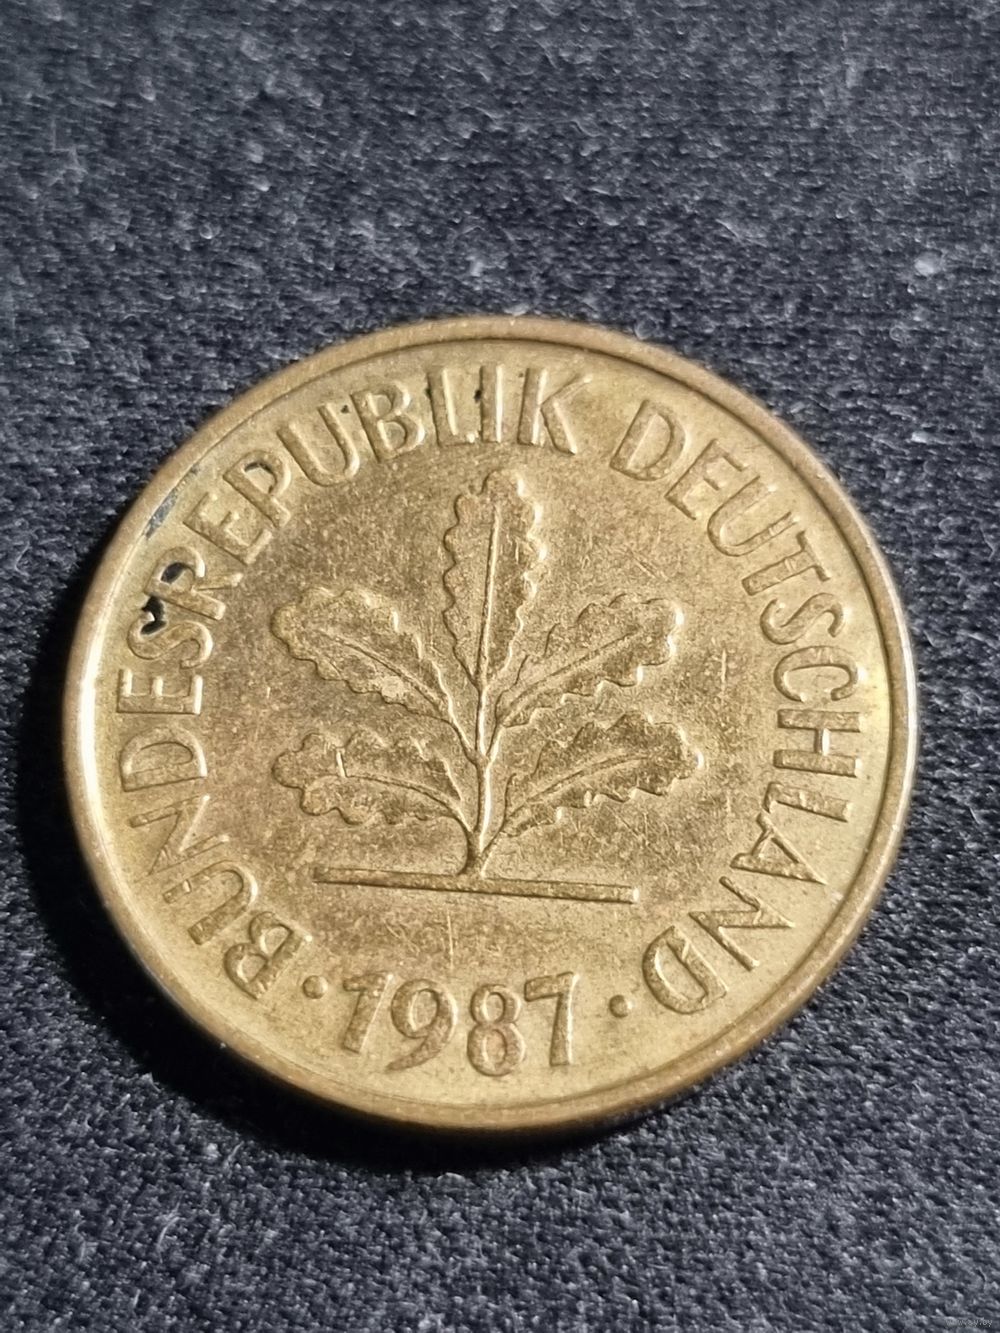 BUNDESREPUBLIK DEUTSCHLAND
· 1987 ·